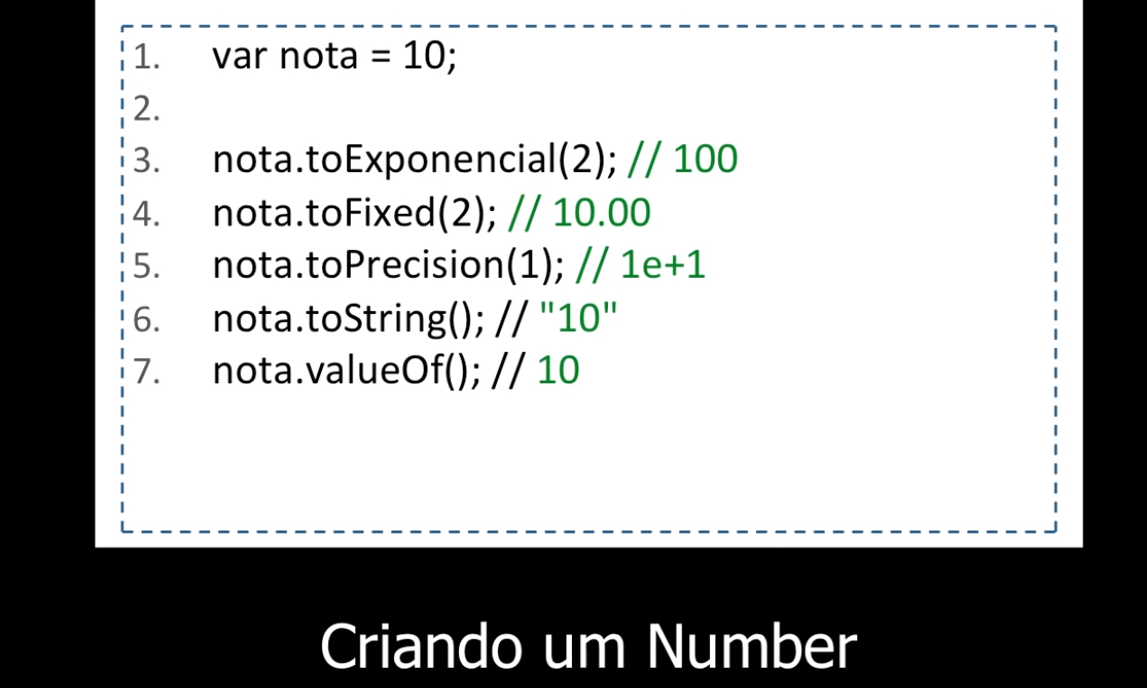 1. var nota = 10;
2.
3. nota.toExponencial(2); // 100
4. nota.toFixed(2); // 10.00
5. nota.toPrecision(1); // 1e+1
6. nota.toString(); // "10"
7. nota.valueOf(); // 10
Criando um Number